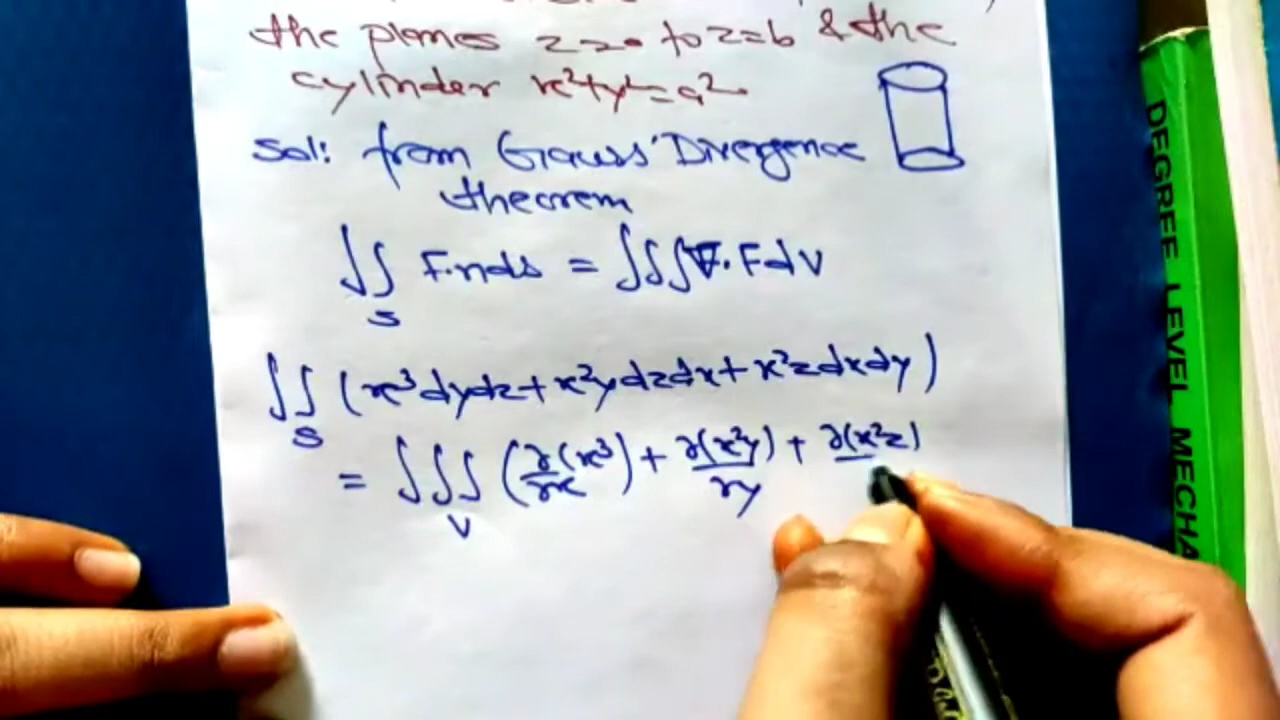 the planes z=0 to z=b & the
cylinder x²+y²=a²
Sol: from Gauss' Divergence
theorem
∫∫ F.nds = ∫∫∫∇.FdV
S
∫∫ (x³dydz+x²ydzdx+x²zdxdy)
S
= ∫∫∫ (∂/∂x(x³) + ∂(x²y)/∂y + ∂(x²z)
V
DEGREE LEVEL MECHA